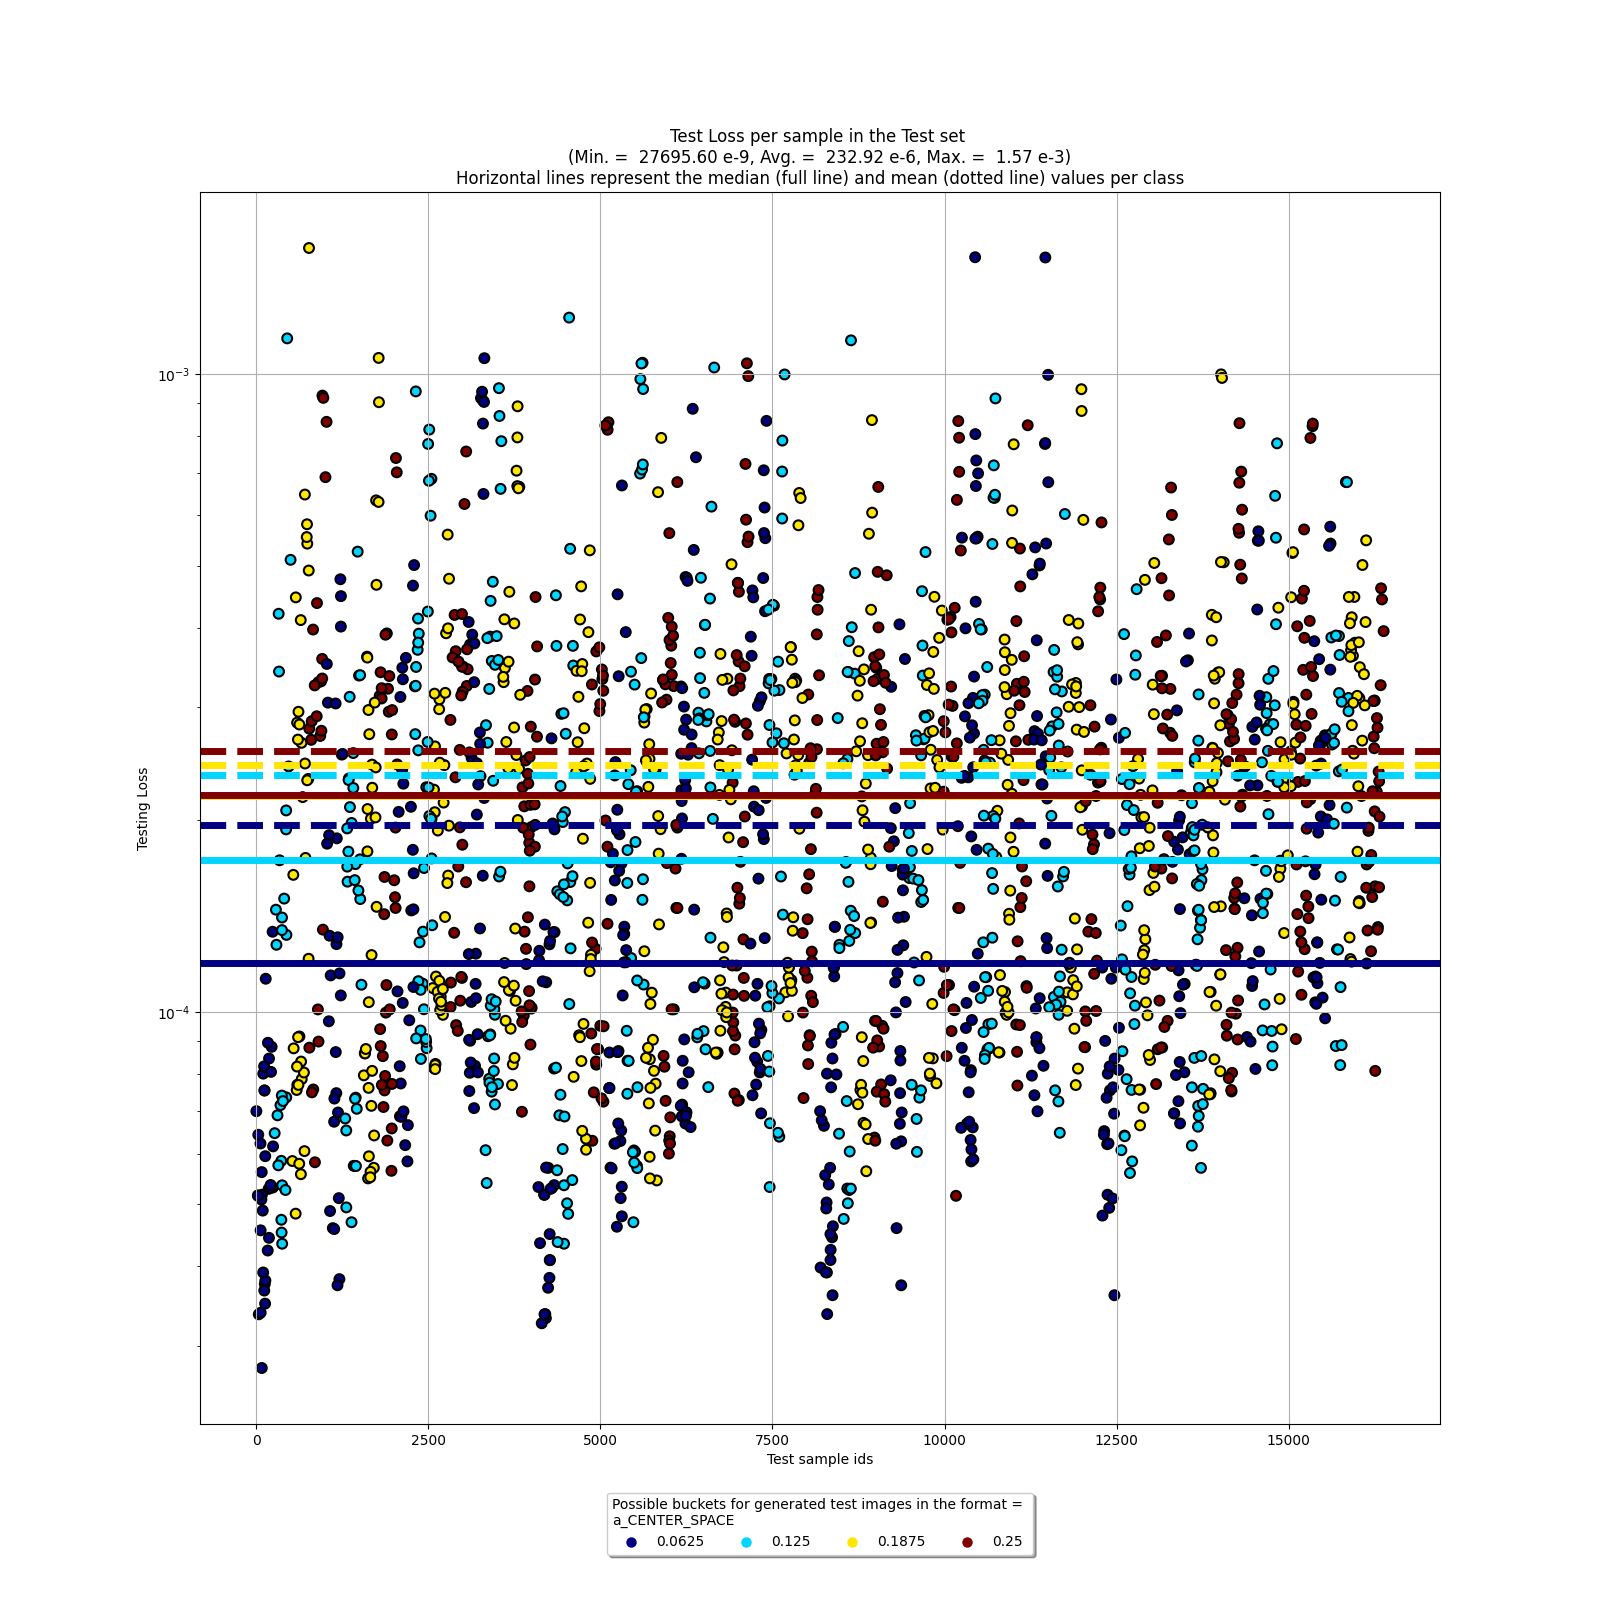 Test Loss per sample in the Test set
(Min. = 27695.60 e-9, Avg. = 232.92 e-6, Max. = 1.57 e-3)
Horizontal lines represent the median (full line) and mean (dotted line) values per class
10⁻³
10⁻⁴
Testing Loss
0 2500 5000 7500 10000 12500 15000
Test sample ids
Possible buckets for generated test images in the format =
a_CENTER_SPACE
0.0625 0.125 0.1875 0.25